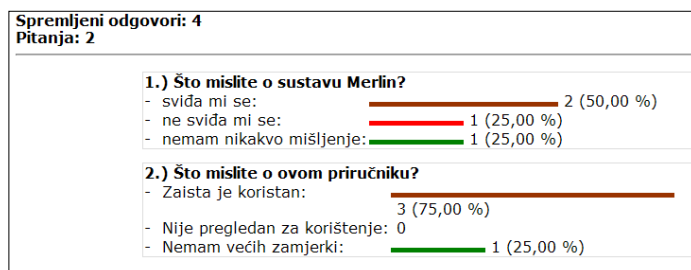 Spremljeni odgovori: 4
Pitanja: 2
1.) Što mislite o sustavu Merlin?
- sviđa mi se: 2 (50,00 %)
- ne sviđa mi se: 1 (25,00 %)
- nemam nikakvo mišljenje: 1 (25,00 %)
2.) Što mislite o ovom priručniku?
- Zaista je koristan:
3 (75,00 %)
- Nije pregledan za korištenje: 0
- Nemam većih zamjerki: 1 (25,00 %)